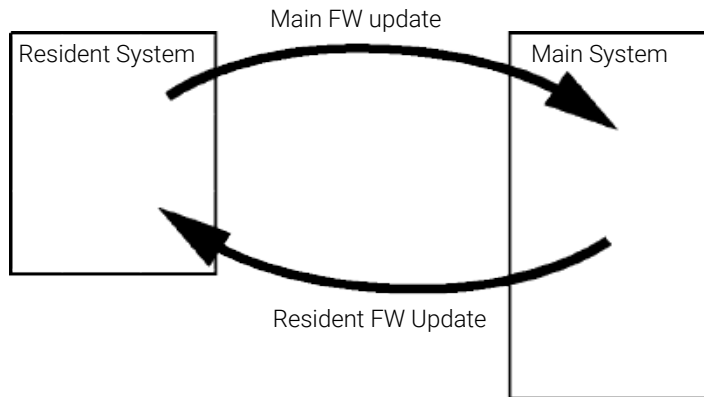 Main FW update
Resident System
Main System
Resident FW Update